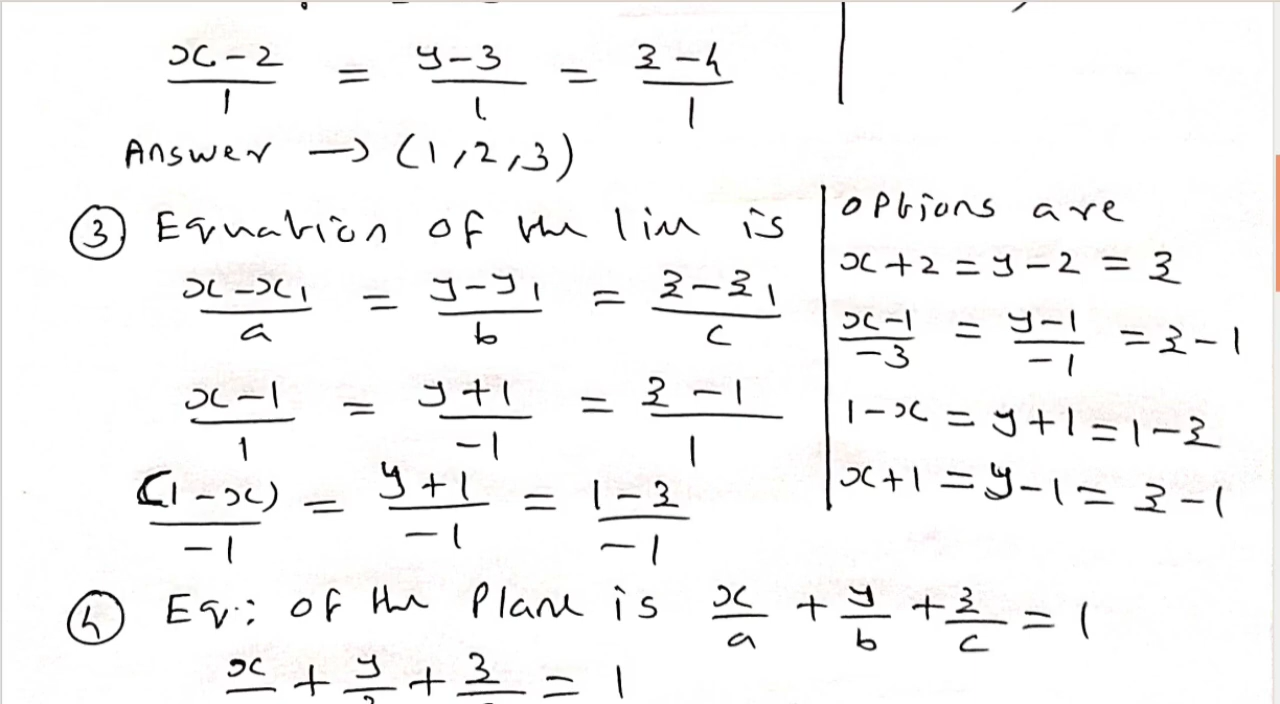 x-2/1 = y-3/1 = z-4/1
Answer → (1,2,3)
③ Equation of the line is
x-x₁/a = y-y₁/b = z-z₁/c
x-1/1 = y+1/-1 = z-1/1
(1-x)/-1 = y+1/-1 = 1-z/-1
options are
x+2 = y-2 = z
x-1/-3 = y-1/-1 = z-1
1-x = y+1 = 1-z
x+1 = y-1 = z-1
④ Eq: of the Plane is x/a + y/b + z/c = 1
x + y + z = 1